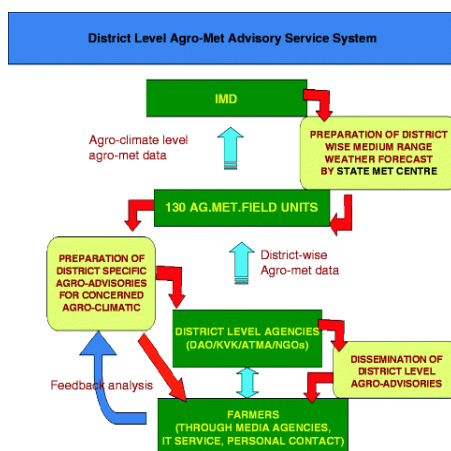 District Level Agro-Met Advisory Service System
IMD
Agro-climate level
agro-met data
PREPARATION OF DISTRICT
WISE MEDIUM RANGE
WEATHER FORECAST
BY STATE MET CENTRE
130 AG.MET.FIELD UNITS
PREPARATION OF
DISTRICT SPECIFIC
AGRO-ADVISORIES
FOR CONCERNED
AGRO-CLIMATIC
District-wise
Agro-met data
DISTRICT LEVEL AGENCIES
(DAO/KVK/ATMA/NGOs)
DISSEMINATION OF
DISTRICT LEVEL
AGRO-ADVISORIES
Feedback analysis
FARMERS
(THROUGH MEDIA AGENCIES,
IT SERVICE, PERSONAL CONTACT)